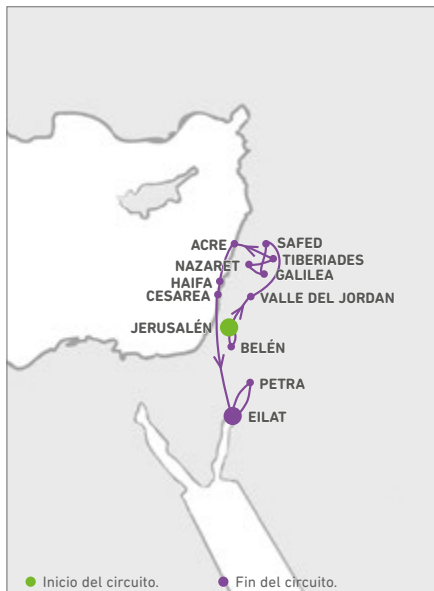 ACRE
SAFED
TIBERIADES
NAZARET
GALILEA
HAIFA
CESAREA
VALLE DEL JORDAN
JERUSALÉN
BELÉN
PETRA
EILAT
Inicio del circuito.
Fin del circuito.